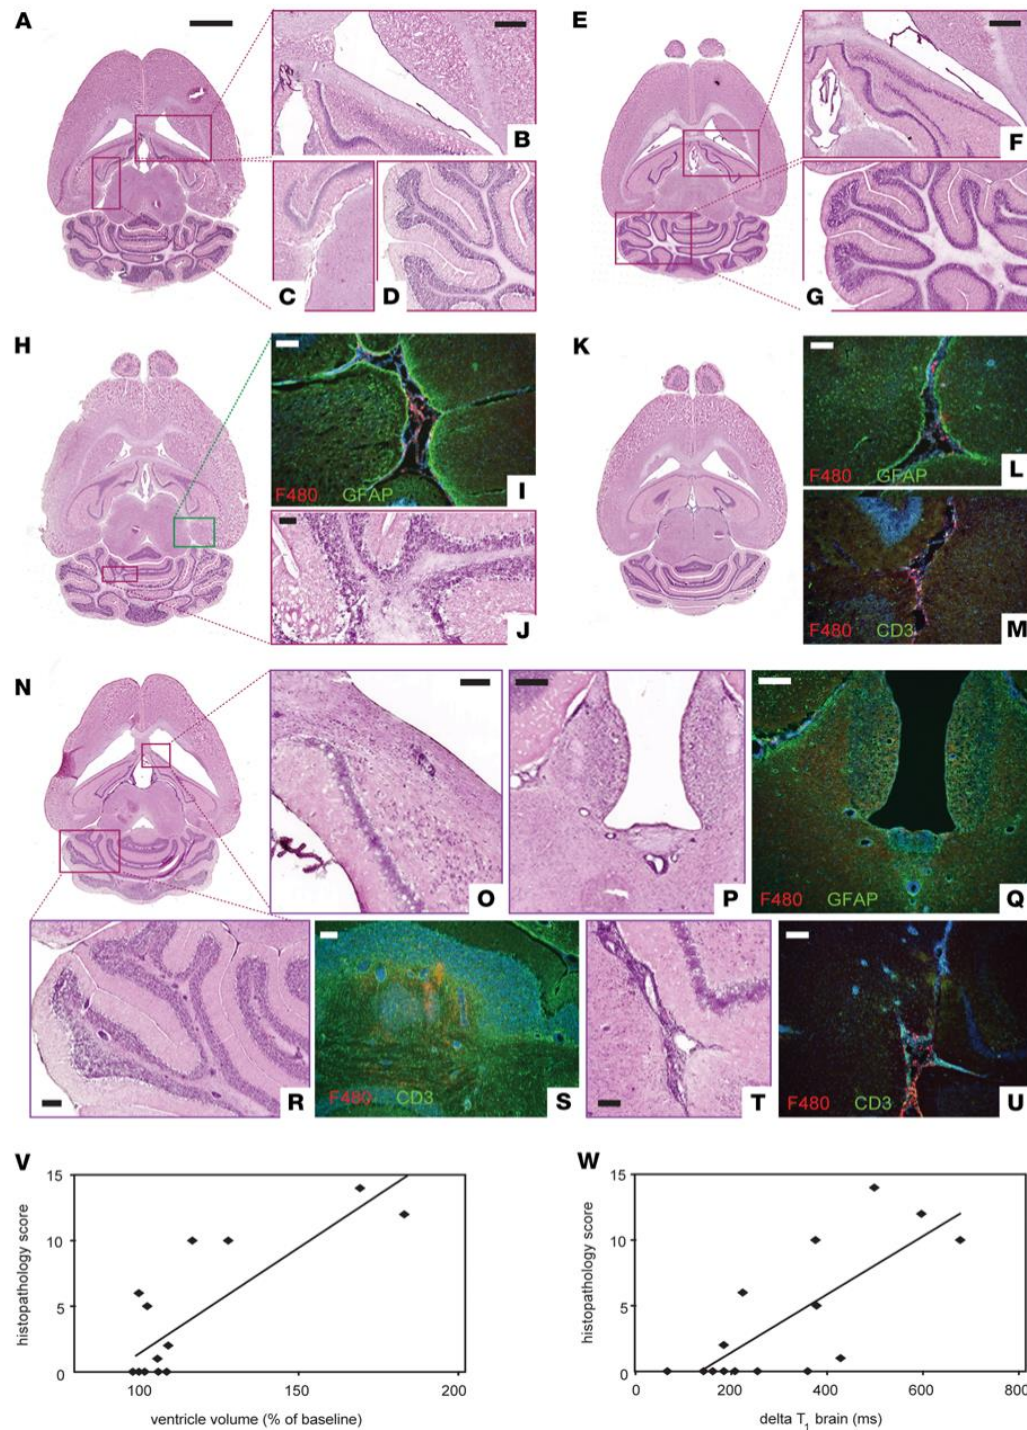 A
B
C
D
E
F
G
H
F480 GFAP I
J
K
F480 GFAP L
F480 CD3 M
N
O
P
F480 GFAP Q
R
F480 CD3 S
T
F480 CD3 U
V
15
10
5
0
histopathology score
100 150 200
ventricle volume (% of baseline)
W
15
10
5
0
histopathology score
0 200 400 600 800
delta T1 brain (ms)